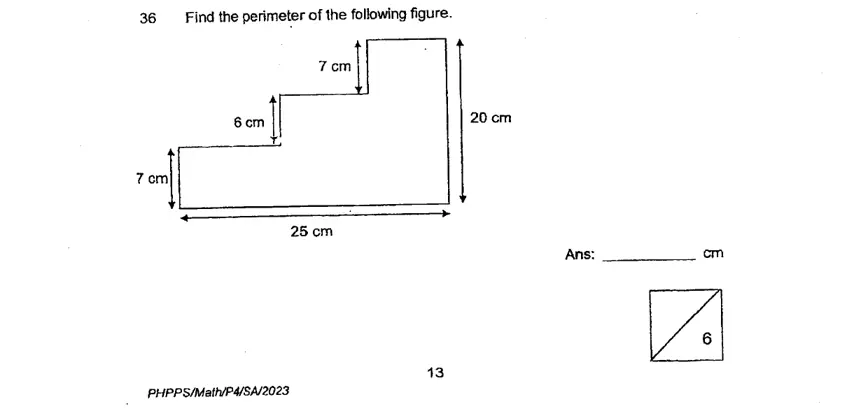 36 Find the perimeter of the following figure.
7 cm
6 cm
20 cm
7 cm
25 cm
Ans: ____________ cm
6
13
PHPPS/Math/P4/SA/2023